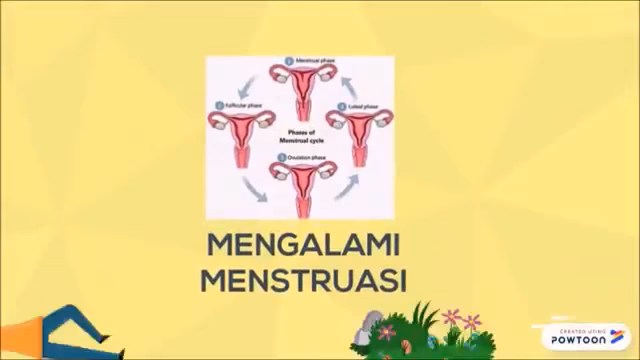 1 Menstrual phase
2 Follicular phase
4 Luteal phase
Phases of
Menstrual cycle
3 Ovulation phase
MENGALAMI
MENSTRUASI
CREATED USING
POWTOON